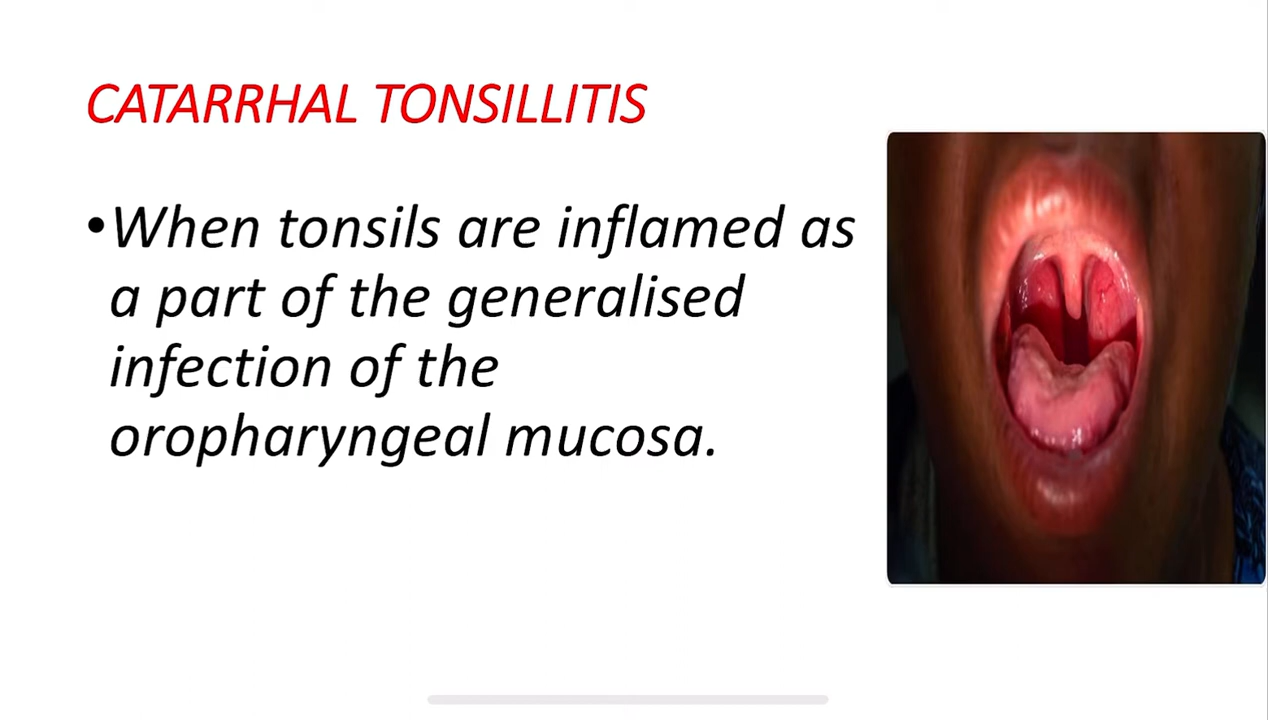 CATARRHAL TONSILLITIS
•When tonsils are inflamed as
a part of the generalised
infection of the
oropharyngeal mucosa.